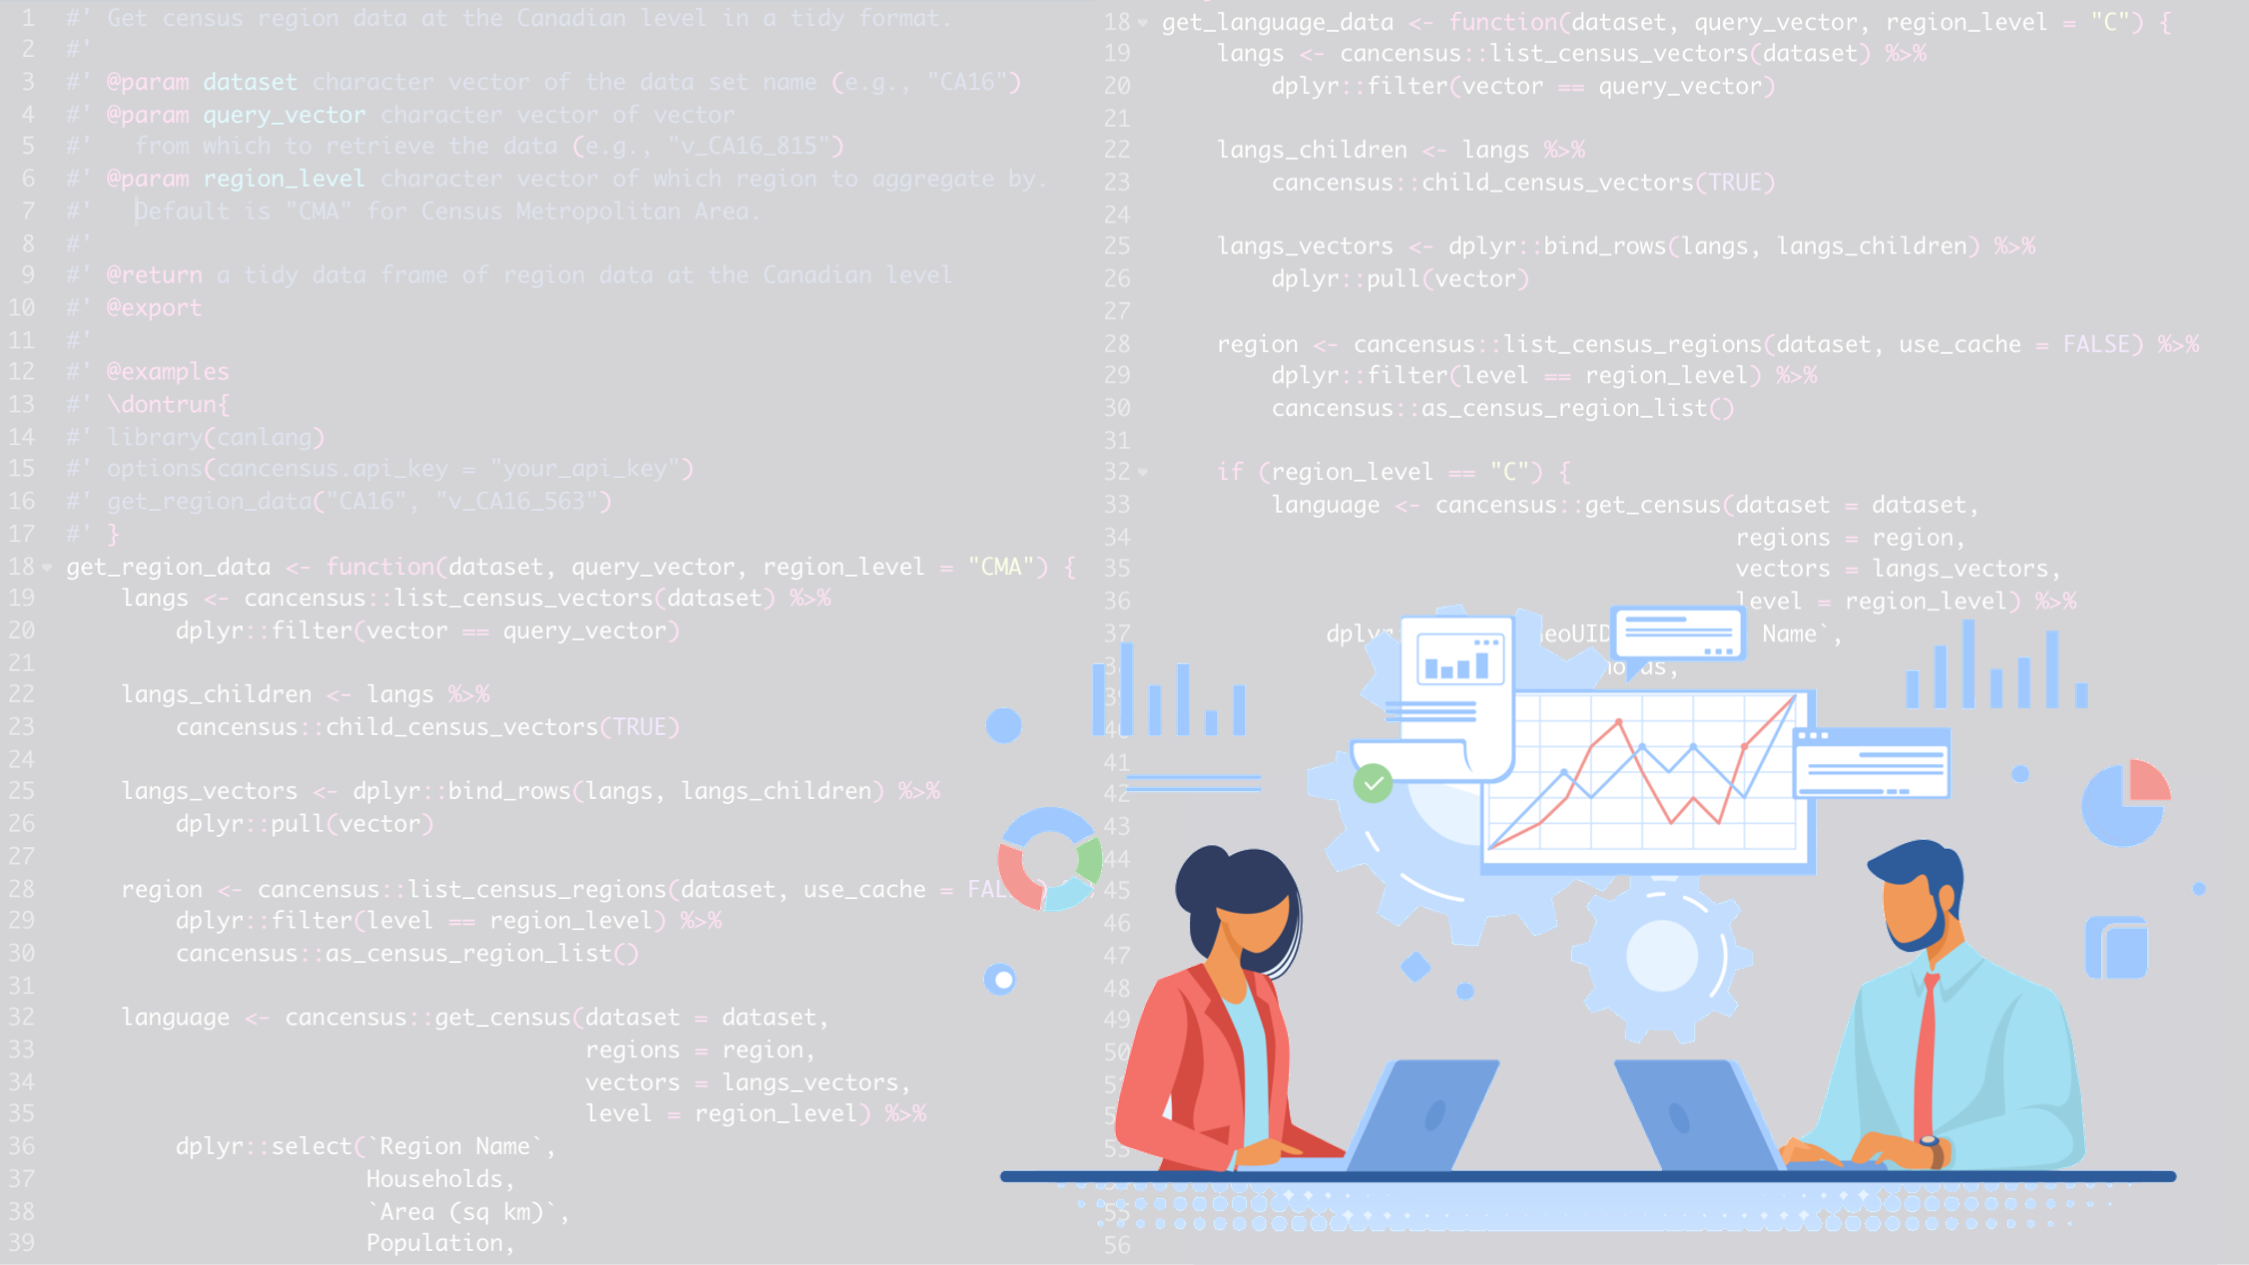 1 #' Get census region data at the Canadian level in a tidy format.
2 #'
3 #' @param dataset character vector of the data set name (e.g., "CA16")
4 #' @param query_vector character vector of vector
5 #'   from which to retrieve the data (e.g., "v_CA16_815")
6 #' @param region_level character vector of which region to aggregate by.
7 #'   Default is "CMA" for Census Metropolitan Area.
8 #'
9 #' @return a tidy data frame of region data at the Canadian level
10 #' @export
11 #'
12 #' @examples
13 #' \dontrun{
14 #' library(canlang)
15 #' options(cancensus.api_key = "your_api_key")
16 #' get_region_data("CA16", "v_CA16_563")
17 #' }
18 get_region_data <- function(dataset, query_vector, region_level = "CMA") {
19     langs <- cancensus::list_census_vectors(dataset) %>%
20         dplyr::filter(vector == query_vector)
21
22     langs_children <- langs %>%
23         cancensus::child_census_vectors(TRUE)
24
25     langs_vectors <- dplyr::bind_rows(langs, langs_children) %>%
26         dplyr::pull(vector)
27
28     region <- cancensus::list_census_regions(dataset, use_cache =
29         dplyr::filter(level == region_level) %>%
30         cancensus::as_census_region_list()
31
32     language <- cancensus::get_census(dataset = dataset,
33                                       regions = region,
34                                       vectors = langs_vectors,
35                                       level = region_level) %>%
36         dplyr::select(`Region Name`,
37                       Households,
38                       `Area (sq km)`,
39                       Population,
18 get_language_data <- function(dataset, query_vector, region_level = "C") {
19     langs <- cancensus::list_census_vectors(dataset) %>%
20         dplyr::filter(vector == query_vector)
21
22     langs_children <- langs %>%
23         cancensus::child_census_vectors(TRUE)
24
25     langs_vectors <- dplyr::bind_rows(langs, langs_children) %>%
26         dplyr::pull(vector)
27
28     region <- cancensus::list_census_regions(dataset, use_cache = FALSE) %>%
29         dplyr::filter(level == region_level) %>%
30         cancensus::as_census_region_list()
31
32     if (region_level == "C") {
33         language <- cancensus::get_census(dataset = dataset,
34                                           regions = region,
35                                           vectors = langs_vectors,
36                                           level = region_level) %>%
37 Name`,
41
42
43
44
45
46
47
48
49
50
55
56